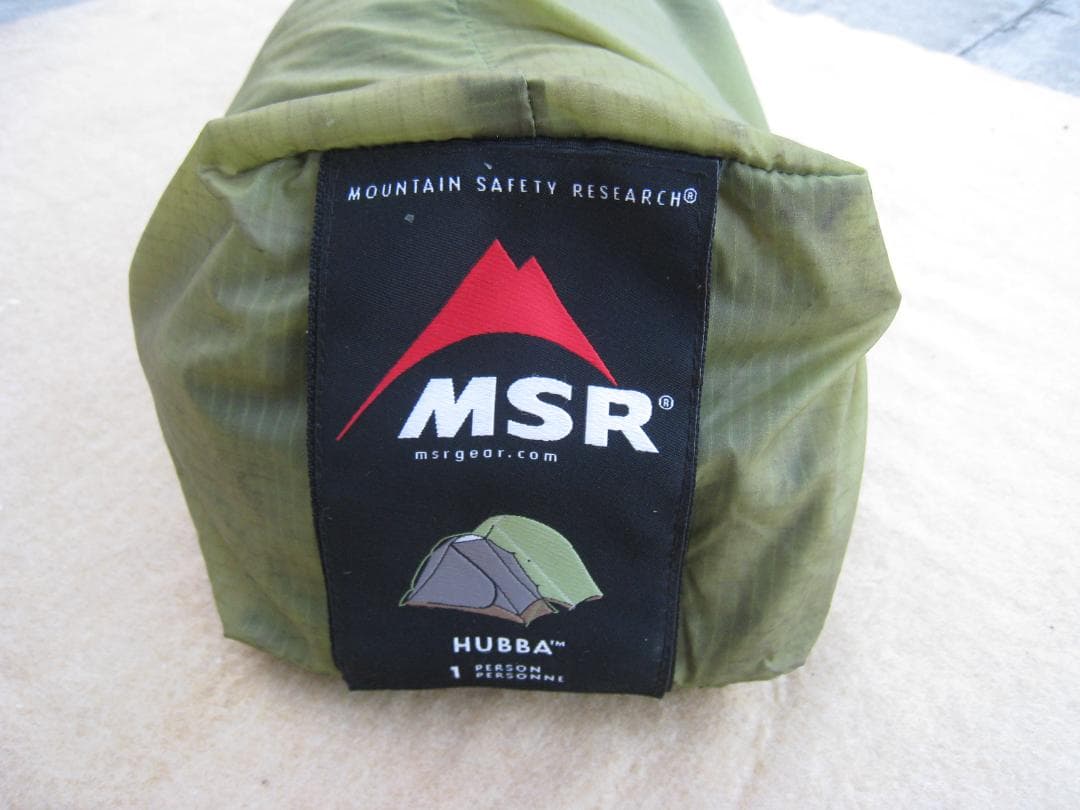 MOUNTAIN SAFETY RESEARCH®
MSR®
msrgear.com
HUBBA™
1 PERSON
PERSONNE